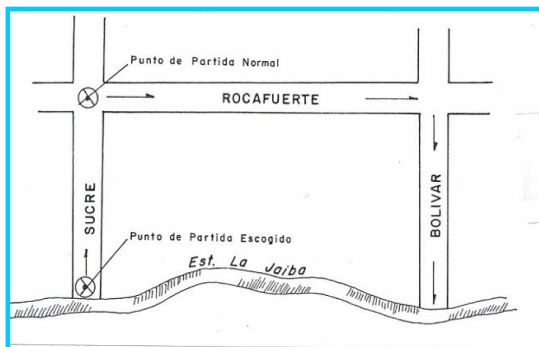 Punto de Partida Normal
ROCAFUERTE
SUCRE
BOLIVAR
Punto de Partida Escogido
Est. La Jaiba